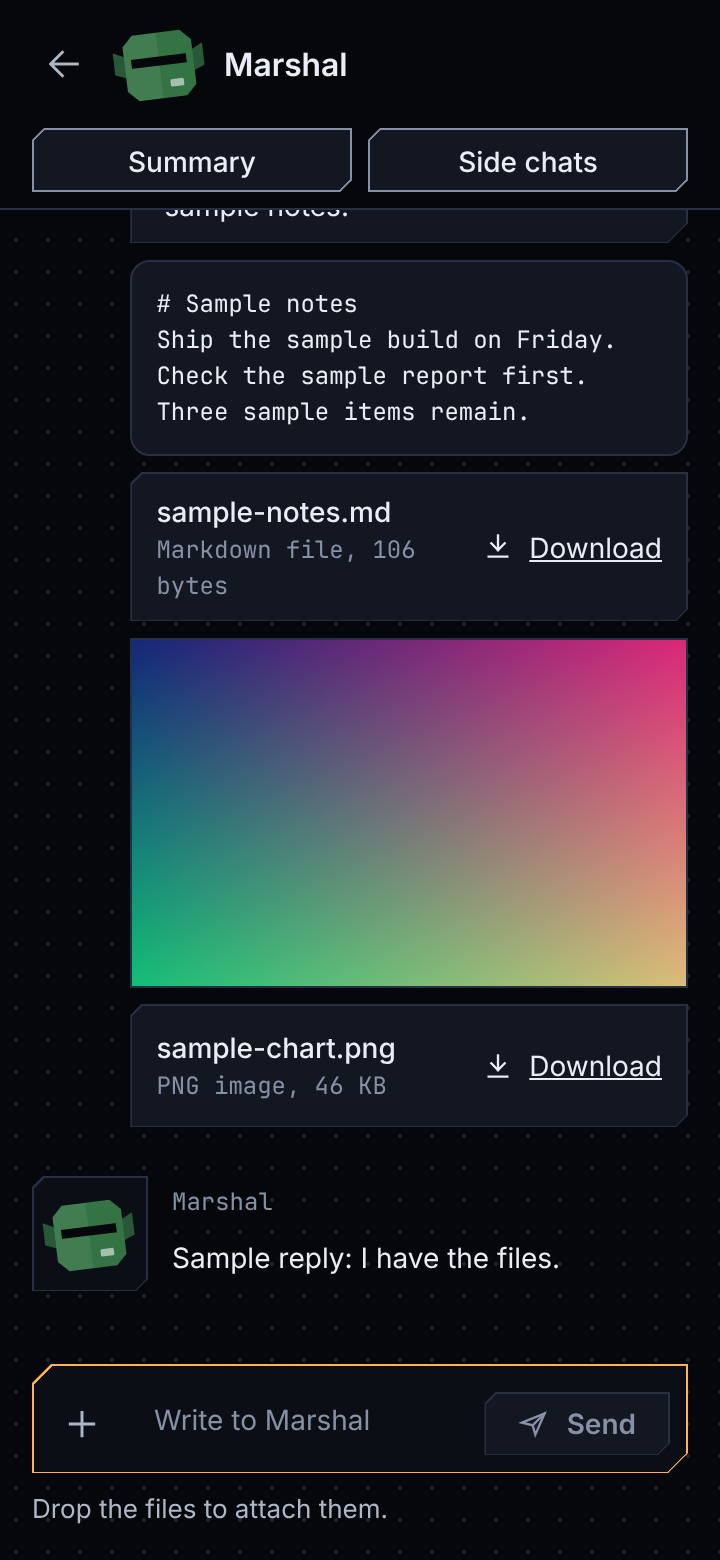 Marshal
Summary
Side chats
sample notes.
# Sample notes
Ship the sample build on Friday.
Check the sample report first.
Three sample items remain.
sample-notes.md
Markdown file, 106
bytes
Download
sample-chart.png
PNG image, 46 KB
Download
Marshal
Sample reply: I have the files.
Write to Marshal
Send
Drop the files to attach them.